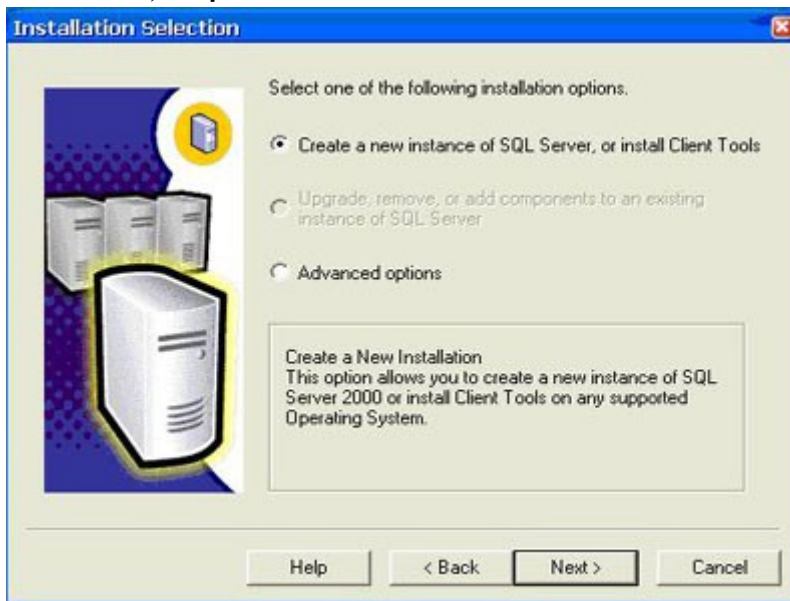 Installation Selection
Select one of the following installation options.
Create a new instance of SQL Server, or install Client Tools
Upgrade, remove, or add components to an existing
instance of SQL Server
Advanced options
Create a New Installation
This option allows you to create a new instance of SQL
Server 2000 or install Client Tools on any supported
Operating System.
Help
< Back
Next >
Cancel